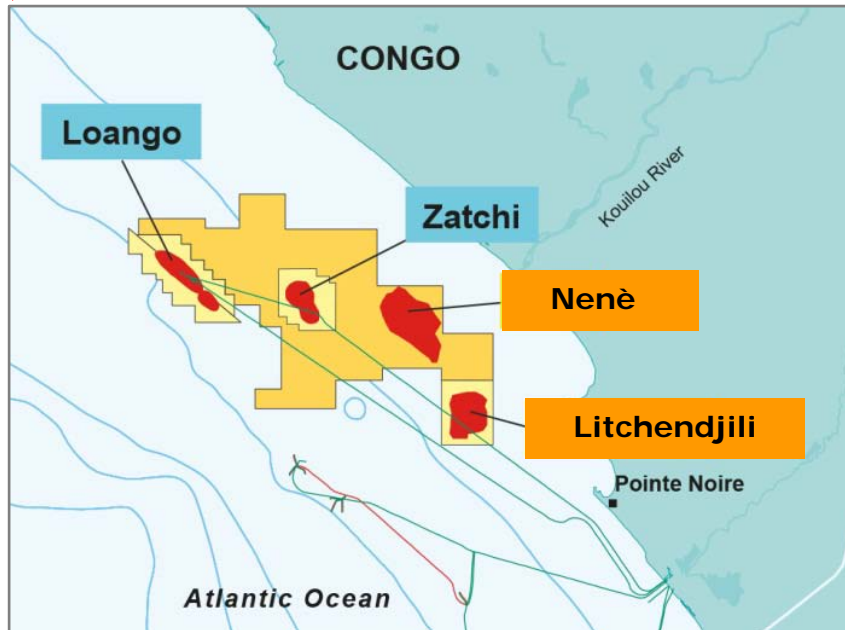 CONGO
Loango
Kouilou River
Zatchi
Nenè
Litchendjili
Pointe Noire
Atlantic Ocean